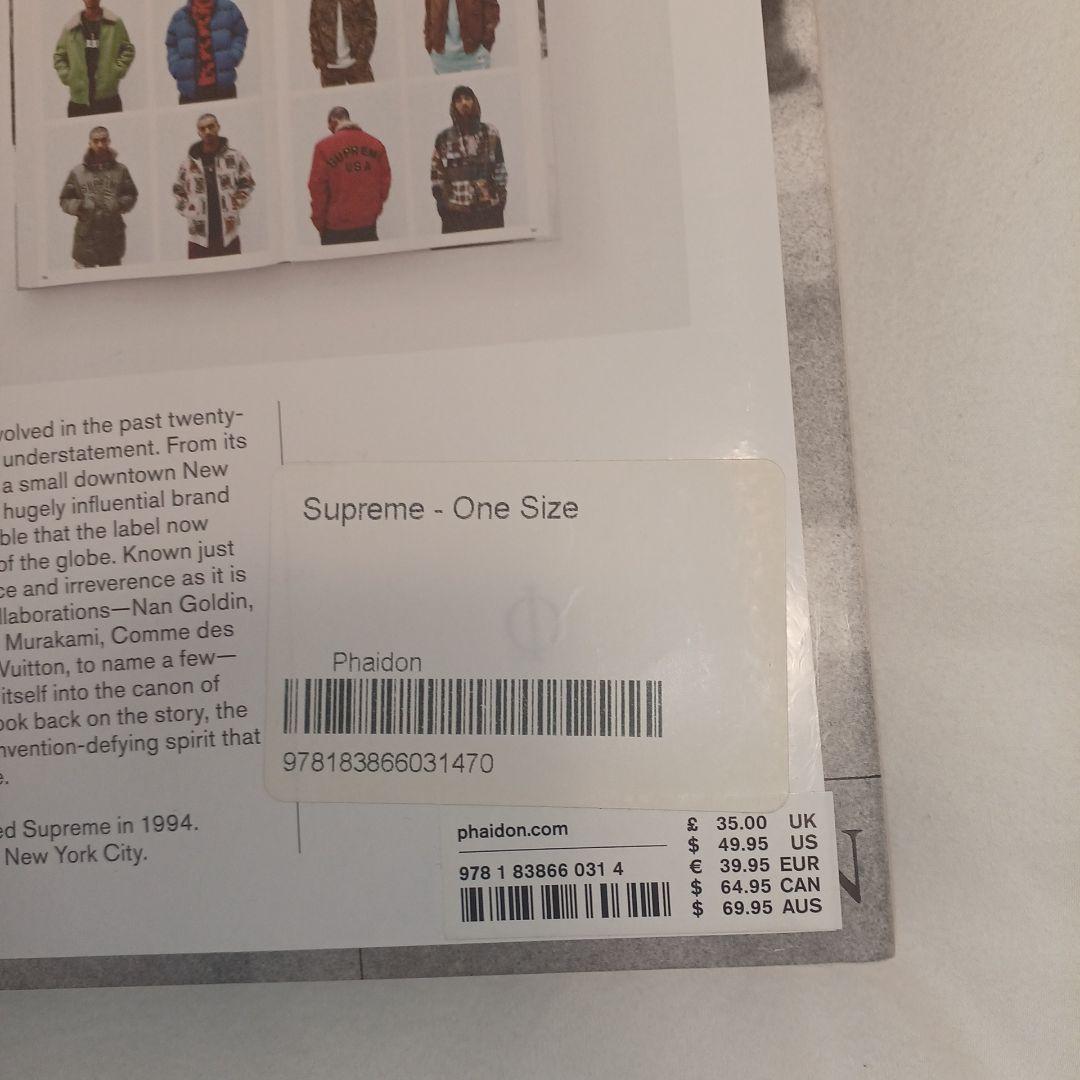 SUPREME
SUPREME
USA
volved in the past twenty-
understatement. From its
a small downtown New
hugely influential brand
ble that the label now
of the globe. Known just
ce and irreverence as it is
llaborations—Nan Goldin,
Murakami, Comme des
Vuitton, to name a few—
itself into the canon of
ook back on the story, the
nvention-defying spirit that
e.
ed Supreme in 1994.
New York City.
Supreme - One Size
Phaidon
978183866031470
phaidon.com
978 1 83866 031 4
£ 35.00 UK
$ 49.95 US
€ 39.95 EUR
$ 64.95 CAN
$ 69.95 AUS
N